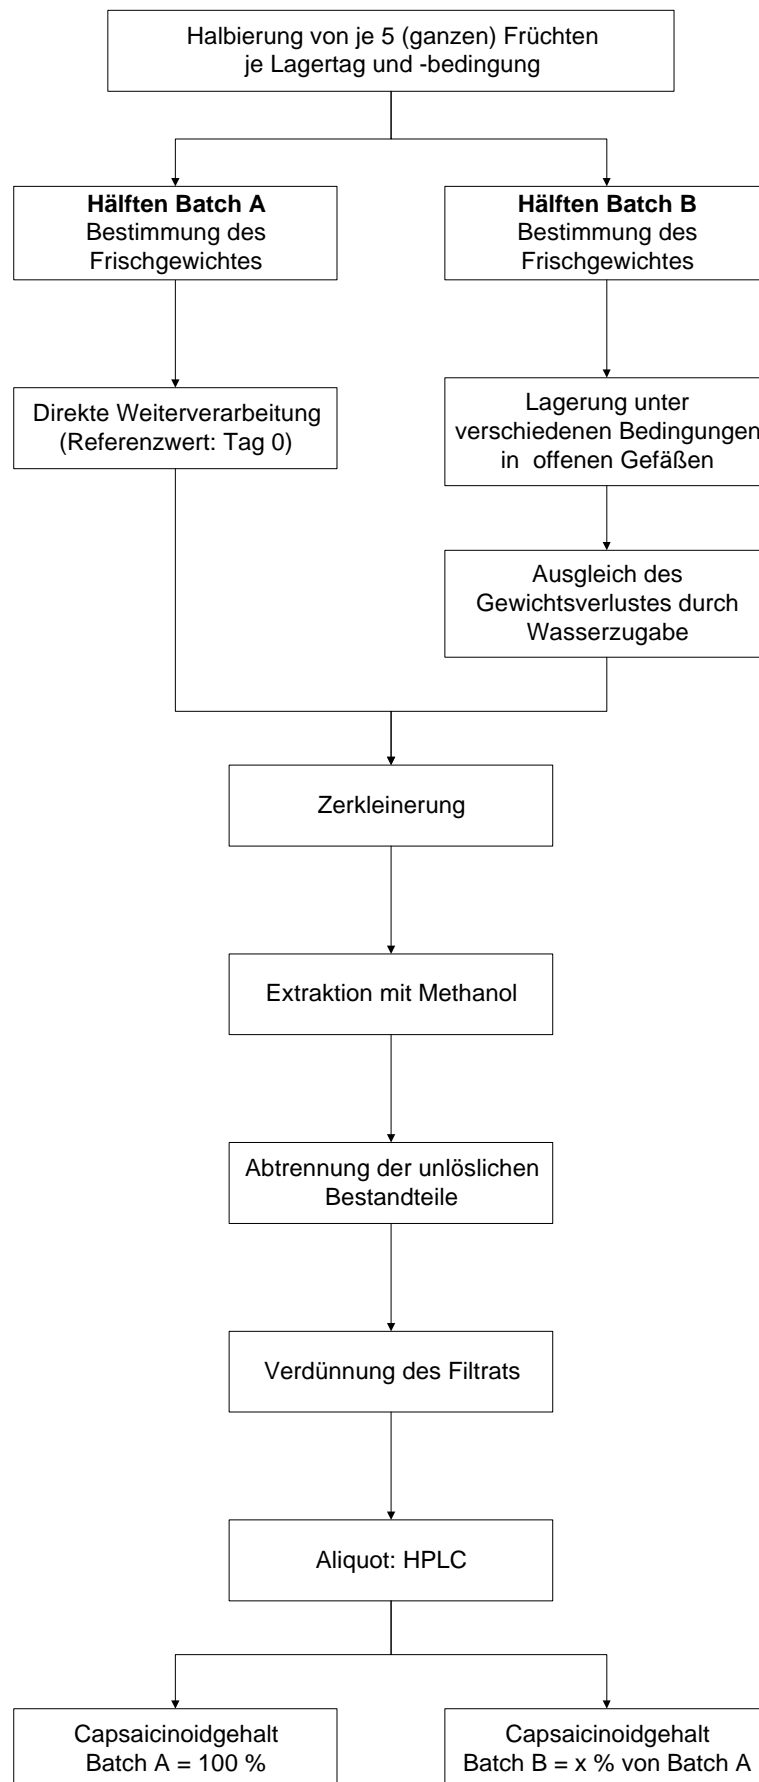 Halbierung von je 5 (ganzen) Früchten
je Lagertag und -bedingung
Hälften Batch A
Bestimmung des
Frischgewichtes
Hälften Batch B
Bestimmung des
Frischgewichtes
Direkte Weiterverarbeitung
(Referenzwert: Tag 0)
Lagerung unter
verschiedenen Bedingungen
in offenen Gefäßen
Ausgleich des
Gewichtsverlustes durch
Wasserzugabe
Zerkleinerung
Extraktion mit Methanol
Abtrennung der unlöslichen
Bestandteile
Verdünnung des Filtrats
Aliquot: HPLC
Capsaicinoidgehalt
Batch A = 100 %
Capsaicinoidgehalt
Batch B = x % von Batch A